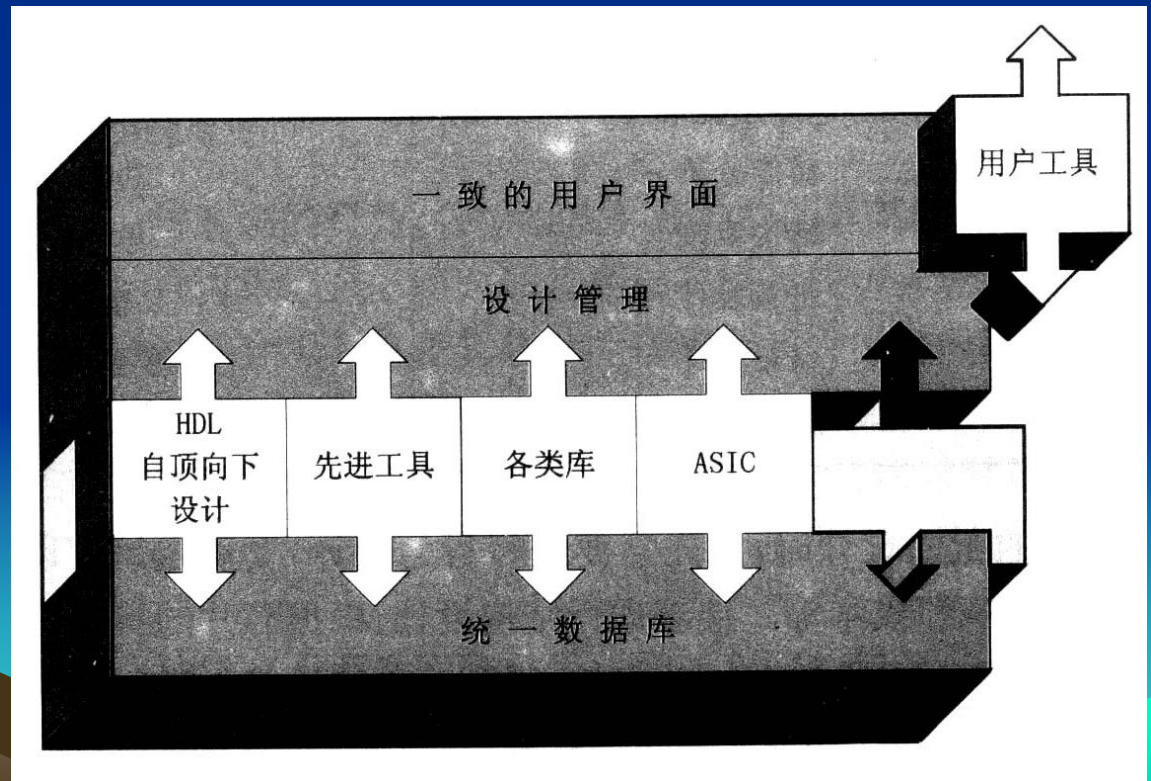 用户工具
一致的用户界面
设计管理
HDL
自顶向下
设计
先进工具
各类库
ASIC
统一数据库